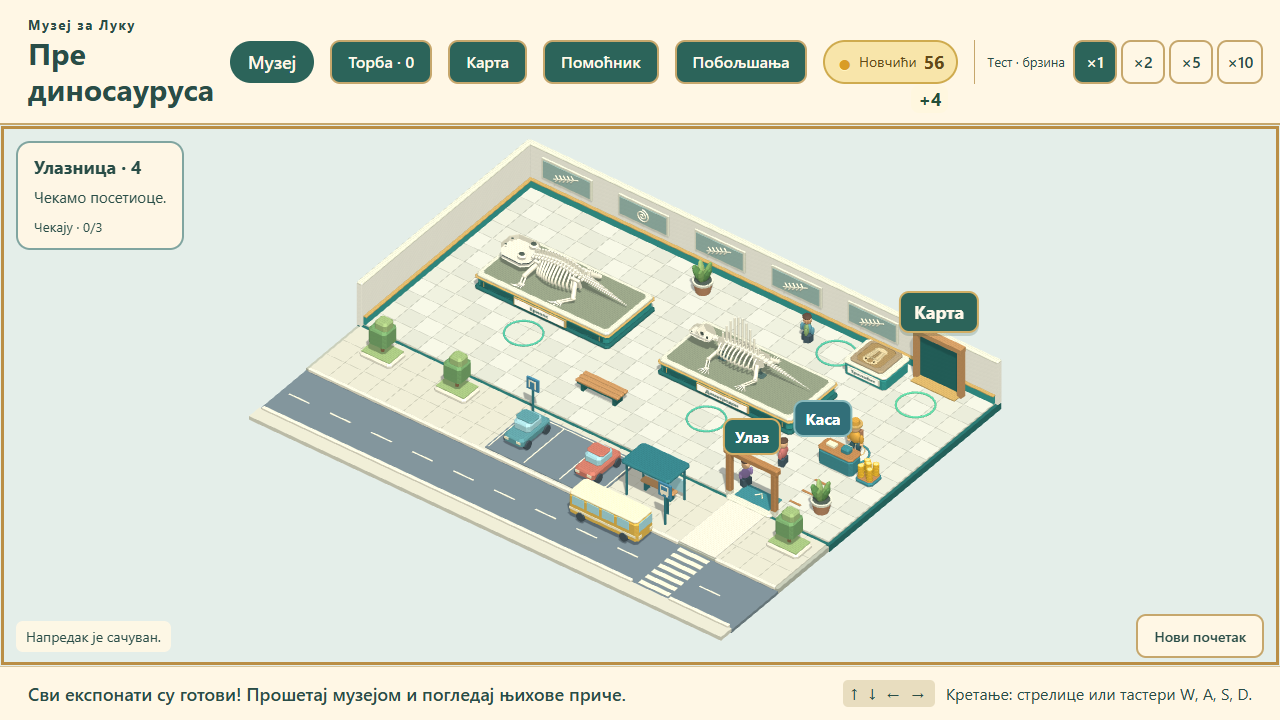 Музеј за Луку
Пре
диносауруса
Музеј
Торба · 0
Карта
Помоћник
Побољшања
Новчићи 56
+4
Тест · брзина
×1
×2
×5
×10
Улазница · 4
Чекамо посетиоце.
Чекају · 0/3
Карта
Каса
Улаз
Напредак је сачуван.
Нови почетак
Сви експонати су готови! Прошетај музејом и погледај њихове приче.
↑ ↓ ← → Кретање: стрелице или тастери W, A, S, D.